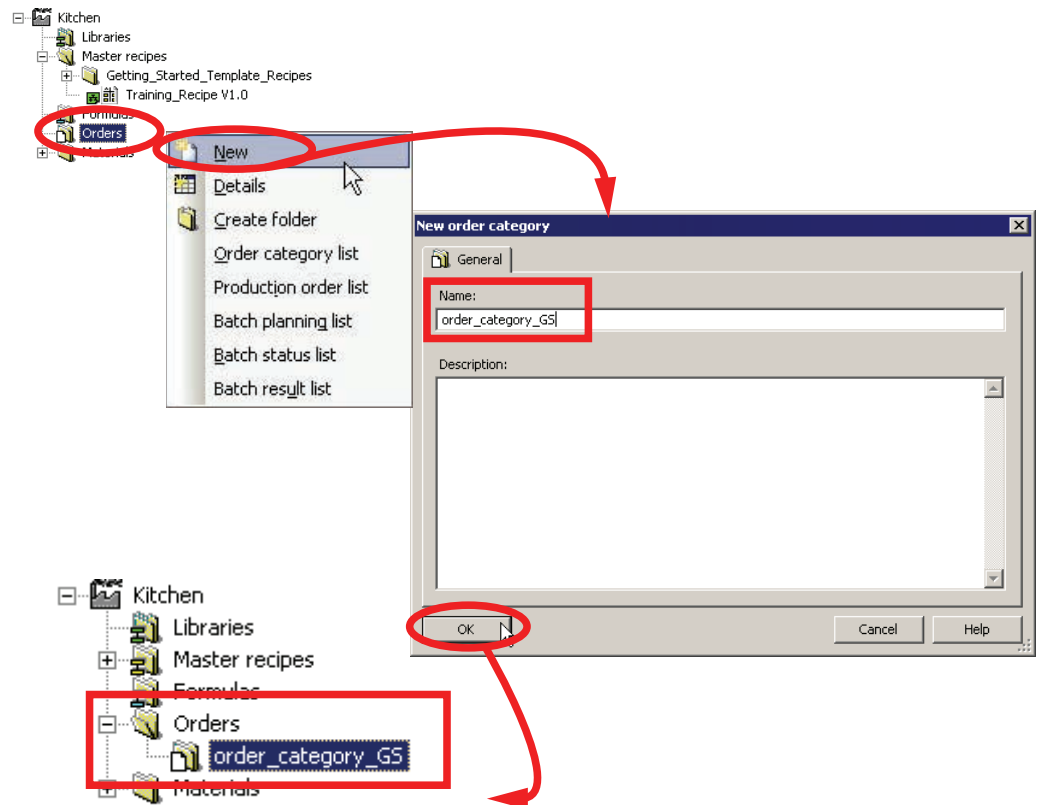 Kitchen
Libraries
Master recipes
Getting_Started_Template_Recipes
Training_Recipe V1.0
Formulas
Orders
Materials
New
Details
Create folder
Order category list
Production order list
Batch planning list
Batch status list
Batch result list
New order category
General
Name:
order_category_GS
Description:
OK
Cancel
Help
Kitchen
Libraries
Master recipes
Formulas
Orders
order_category_GS
Materials